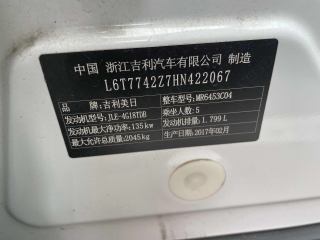 中国 浙江吉利汽车有限公司 制造
L6T7742Z7HN422067
品 牌:吉利美日 整车型号:MR6453C04
发动机型号:JLE-4G18TDB 乘坐人数:5
发动机最大净功率:135kW 发动机排量:1.799L
最大允许总质量:2045kg 生产日期:2017年02月